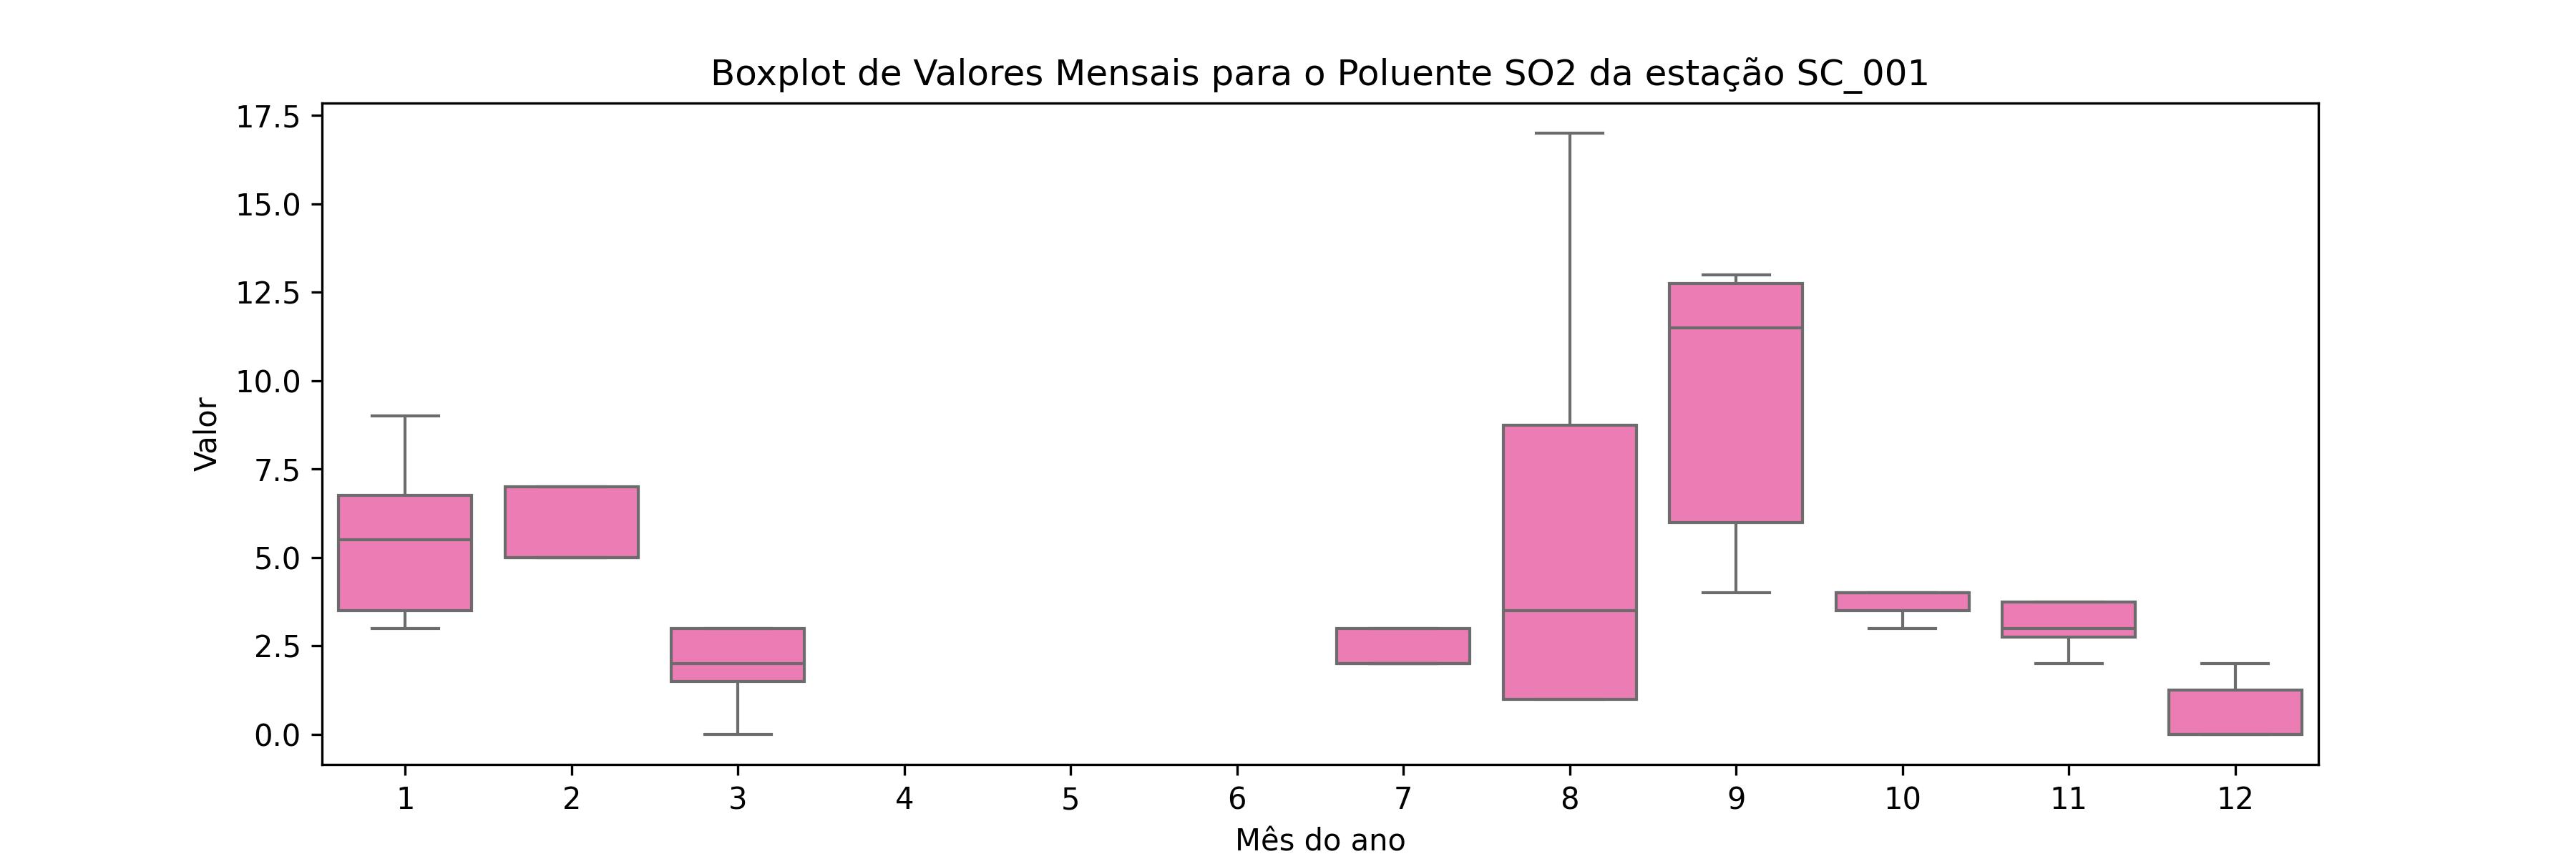 Boxplot de Valores Mensais para o Poluente SO2 da estação SC_001
17.5
15.0
12.5
10.0
7.5
5.0
2.5
0.0
Valor
1 2 3 4 5 6 7 8 9 10 11 12
Mês do ano